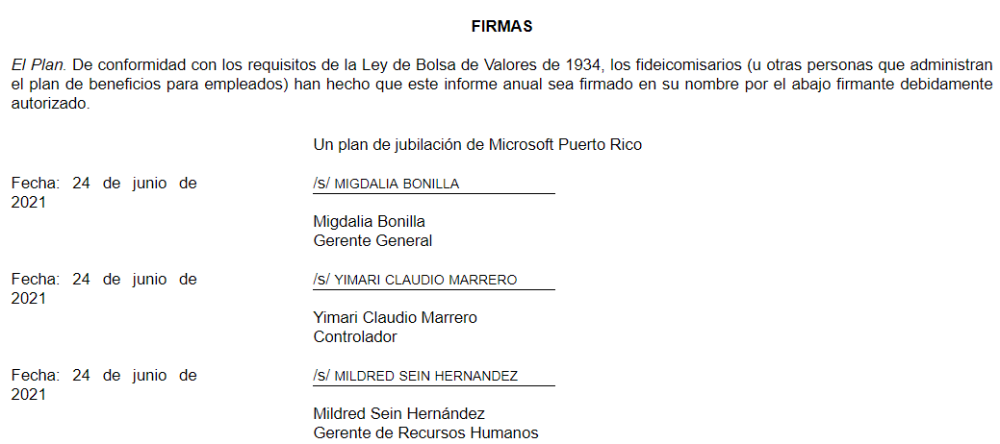 FIRMAS
El Plan. De conformidad con los requisitos de la Ley de Bolsa de Valores de 1934, los fideicomisarios (u otras personas que administran
el plan de beneficios para empleados) han hecho que este informe anual sea firmado en su nombre por el abajo firmante debidamente
autorizado.
Un plan de jubilación de Microsoft Puerto Rico
Fecha: 24 de junio de
2021
/s/ MIGDALIA BONILLA
Migdalia Bonilla
Gerente General
Fecha: 24 de junio de
2021
/s/ YIMARI CLAUDIO MARRERO
Yimari Claudio Marrero
Controlador
Fecha: 24 de junio de
2021
/s/ MILDRED SEIN HERNANDEZ
Mildred Sein Hernández
Gerente de Recursos Humanos